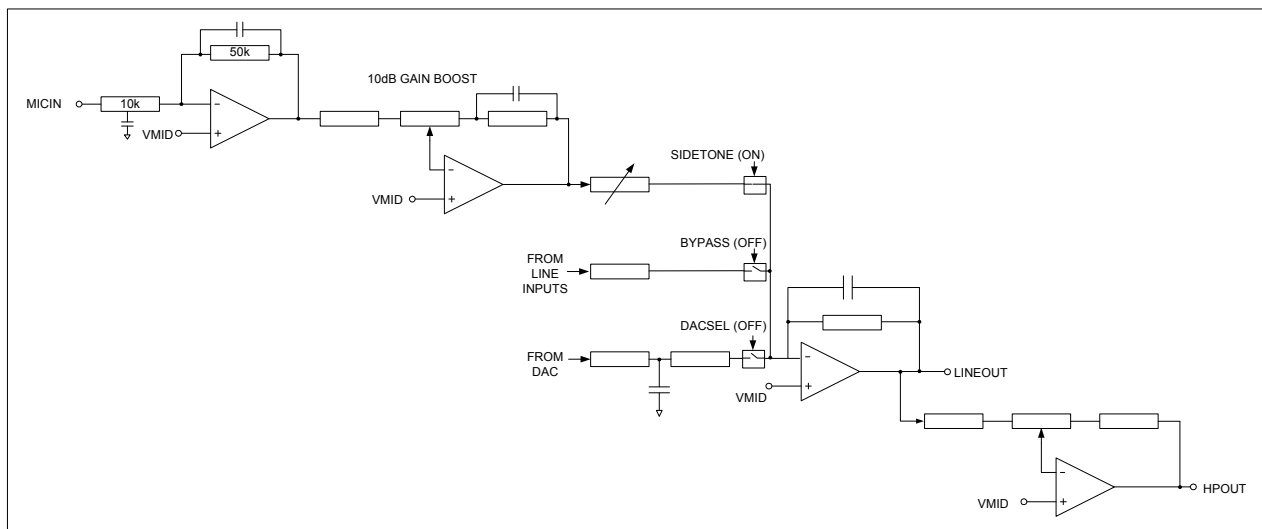 50k
10dB GAIN BOOST
MICIN
10k
−
VMID
+
SIDETONE (ON)
−
VMID
+
BYPASS (OFF)
FROM
LINE
INPUTS
DACSEL (OFF)
FROM
DAC
−
VMID
+
LINEOUT
−
VMID
+
HPOUT